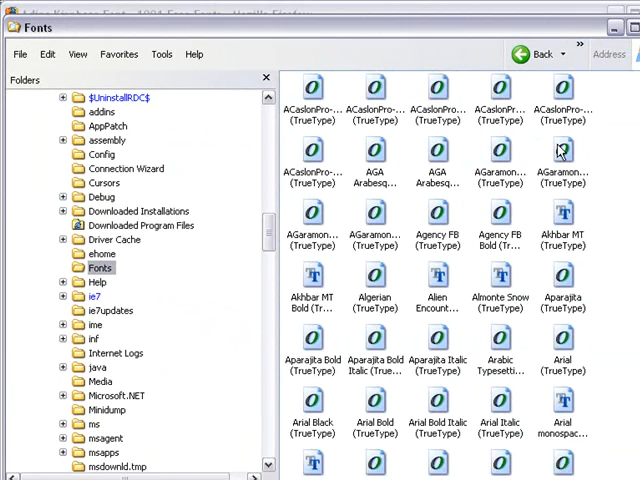 Fonts
File Edit View Favorites Tools Help
Back
»
Address
Folders
$UninstallRDC$
addins
AppPatch
assembly
Config
Connection Wizard
Cursors
Debug
Downloaded Installations
Downloaded Program Files
Driver Cache
ehome
Fonts
Help
ie7
ie7updates
ime
inf
Internet Logs
java
Media
Microsoft.NET
Minidump
ms
msagent
msapps
msdownld.tmp
ACaslonPro-... ACaslonPro-... ACaslonPro... ACaslonPr... ACaslonPro-...
(TrueType) (TrueType) (TrueType) (TrueType) (TrueType)
ACaslonPro... AGA AGA AGaramon... AGaramon...
(TrueType) Arabesq... Arabesq... (TrueType) (TrueType)
AGaramon... AGaramon... Agency FB Agency FB Akhbar MT
(TrueType) (TrueType) (TrueType) Bold (Tr... (TrueType)
Akhbar MT Algerian Alien Almonte Snow Aparajita
Bold (Tr... (TrueType) Encount... (TrueType) (TrueType)
Aparajita Bold Aparajita Bold Aparajita Italic Arabic Arial
(TrueType) Italic (True... (TrueType) Typesetti... (TrueType)
Arial Black Arial Bold Arial Bold Italic Arial Italic Arial
(TrueType) (TrueType) (TrueType) (TrueType) monospac...